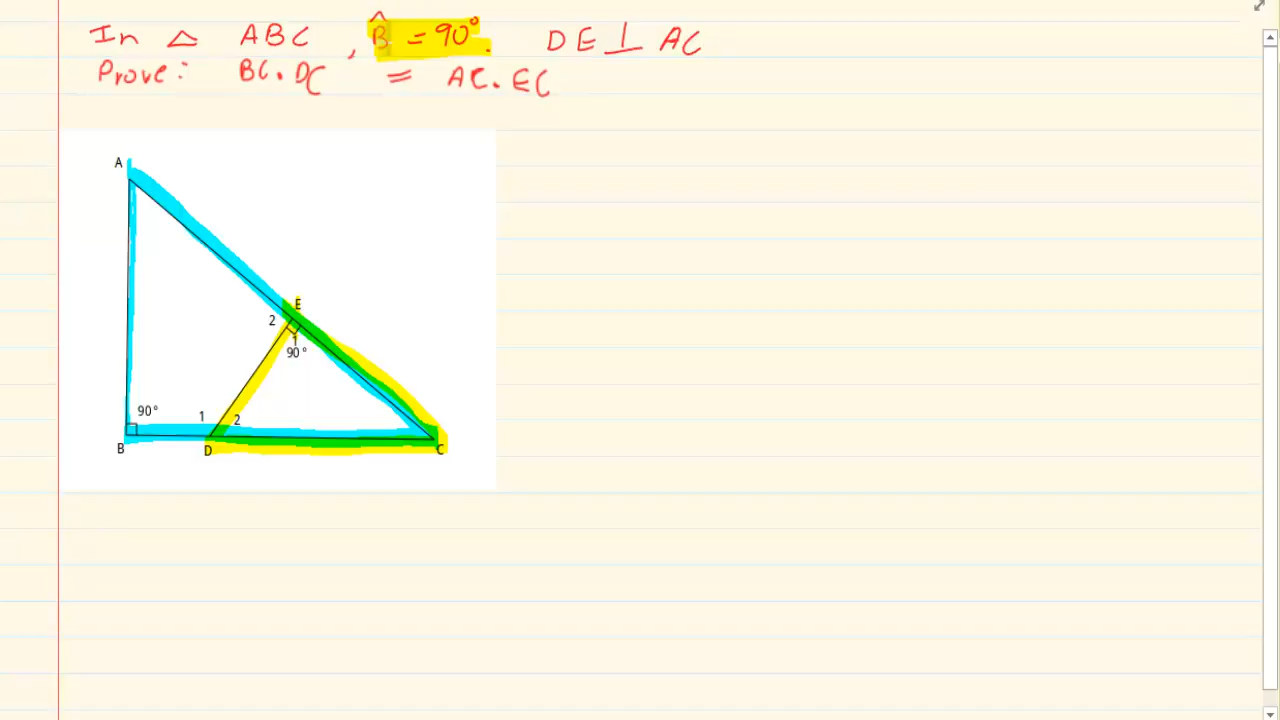 In △ ABC, B̂ = 90°. DE ⊥ AC
Prove: BC.DC = AC.EC
A
E
2
1
90°
90°
1
2
B
D
C